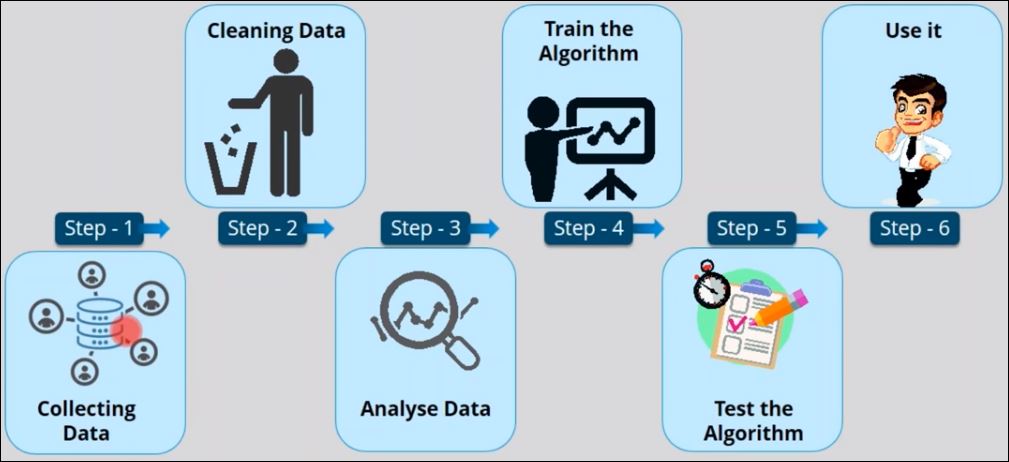 Cleaning Data
Train the
Algorithm
Use it
Step - 1
Step - 2
Step - 3
Step - 4
Step - 5
Step - 6
Collecting
Data
Analyse Data
Test the
Algorithm